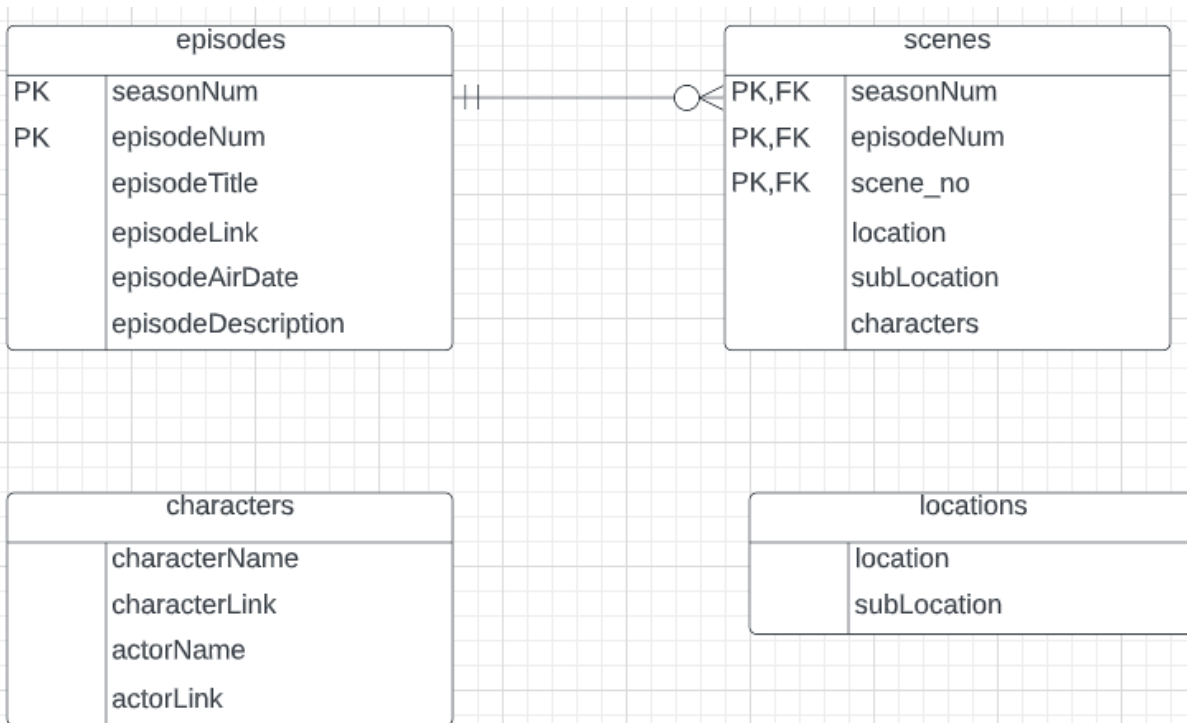 episodes
PK seasonNum
PK episodeNum
episodeTitle
episodeLink
episodeAirDate
episodeDescription
scenes
PK,FK seasonNum
PK,FK episodeNum
PK,FK scene_no
location
subLocation
characters
characters
characterName
characterLink
actorName
actorLink
locations
location
subLocation